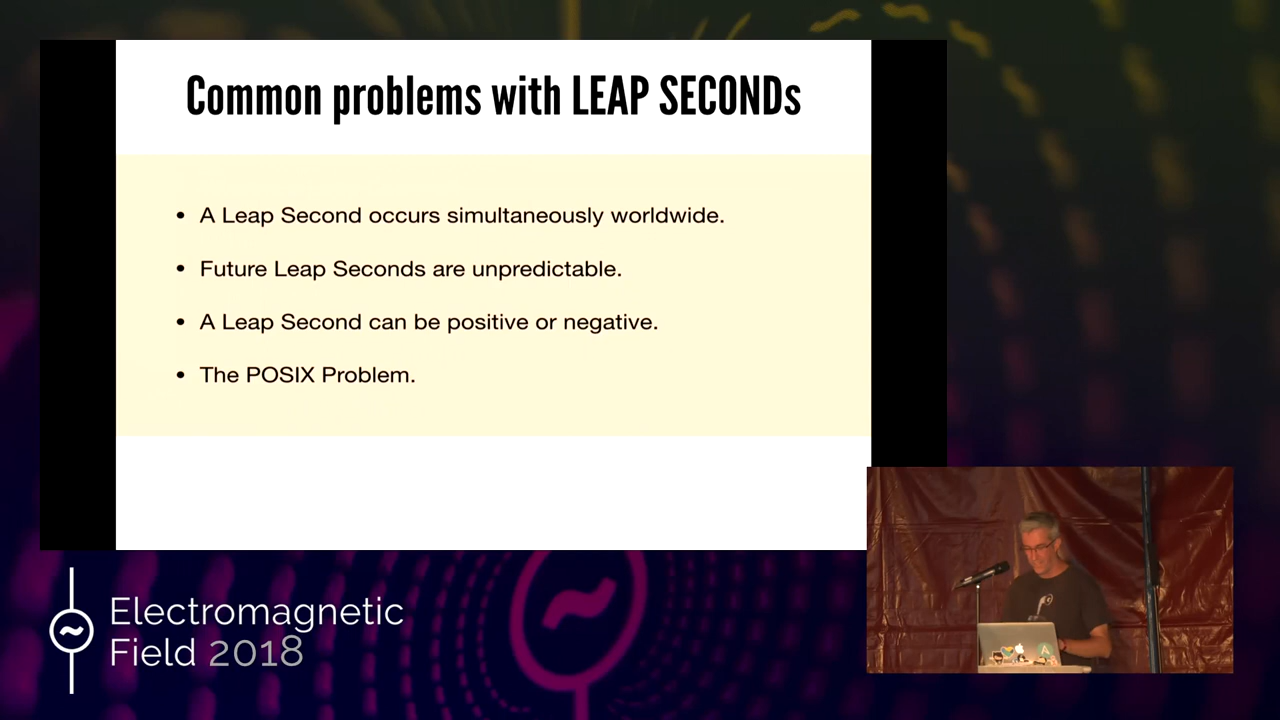 Common problems with LEAP SECONDs
• A Leap Second occurs simultaneously worldwide.
• Future Leap Seconds are unpredictable.
• A Leap Second can be positive or negative.
• The POSIX Problem.
Electromagnetic
Field 2018